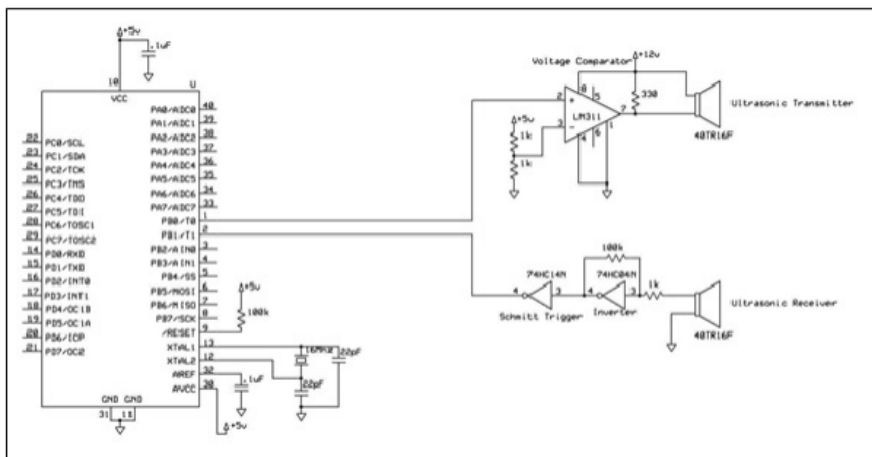 +5v
.1uF
10
VCC
U
PC0/SCL
PC1/SDA
PC2/TCK
PC3/TMS
PC4/TDO
PC5/TDI
PC6/TOSC1
PC7/TOSC2
PD0/RXD
PD1/TXD
PD2/INT0
PD3/INT1
PD4/OC1B
PD5/OC1A
PD6/ICP
PD7/OC2
22
23
24
25
26
27
28
29
14
15
16
17
18
19
20
21
PA0/ADC0
PA1/ADC1
PA2/ADC2
PA3/ADC3
PA4/ADC4
PA5/ADC5
PA6/ADC6
PA7/ADC7
PB0/T0
PB1/T1
PB2/AIN0
PB3/AIN1
PB4/SS
PB5/MOSI
PB6/MISO
PB7/SCK
/RESET
XTAL1
XTAL2
AREF
AVCC
40
39
38
37
36
35
34
33
1
2
3
4
5
6
7
8
9
13
12
32
30
GND GND
31 11
+5v
100k
16MHz
22pF
22pF
.1uF
+5v
Voltage Comparator
+12v
330
2
3
+
-
8
5
LM311
7
4
6
1
+5v
1k
1k
Ultrasonic Transmitter
40TR16F
100k
74HC14N
4
3
Schmitt Trigger
74HC04N
4
3
Inverter
1k
Ultrasonic Receiver
40TR16F